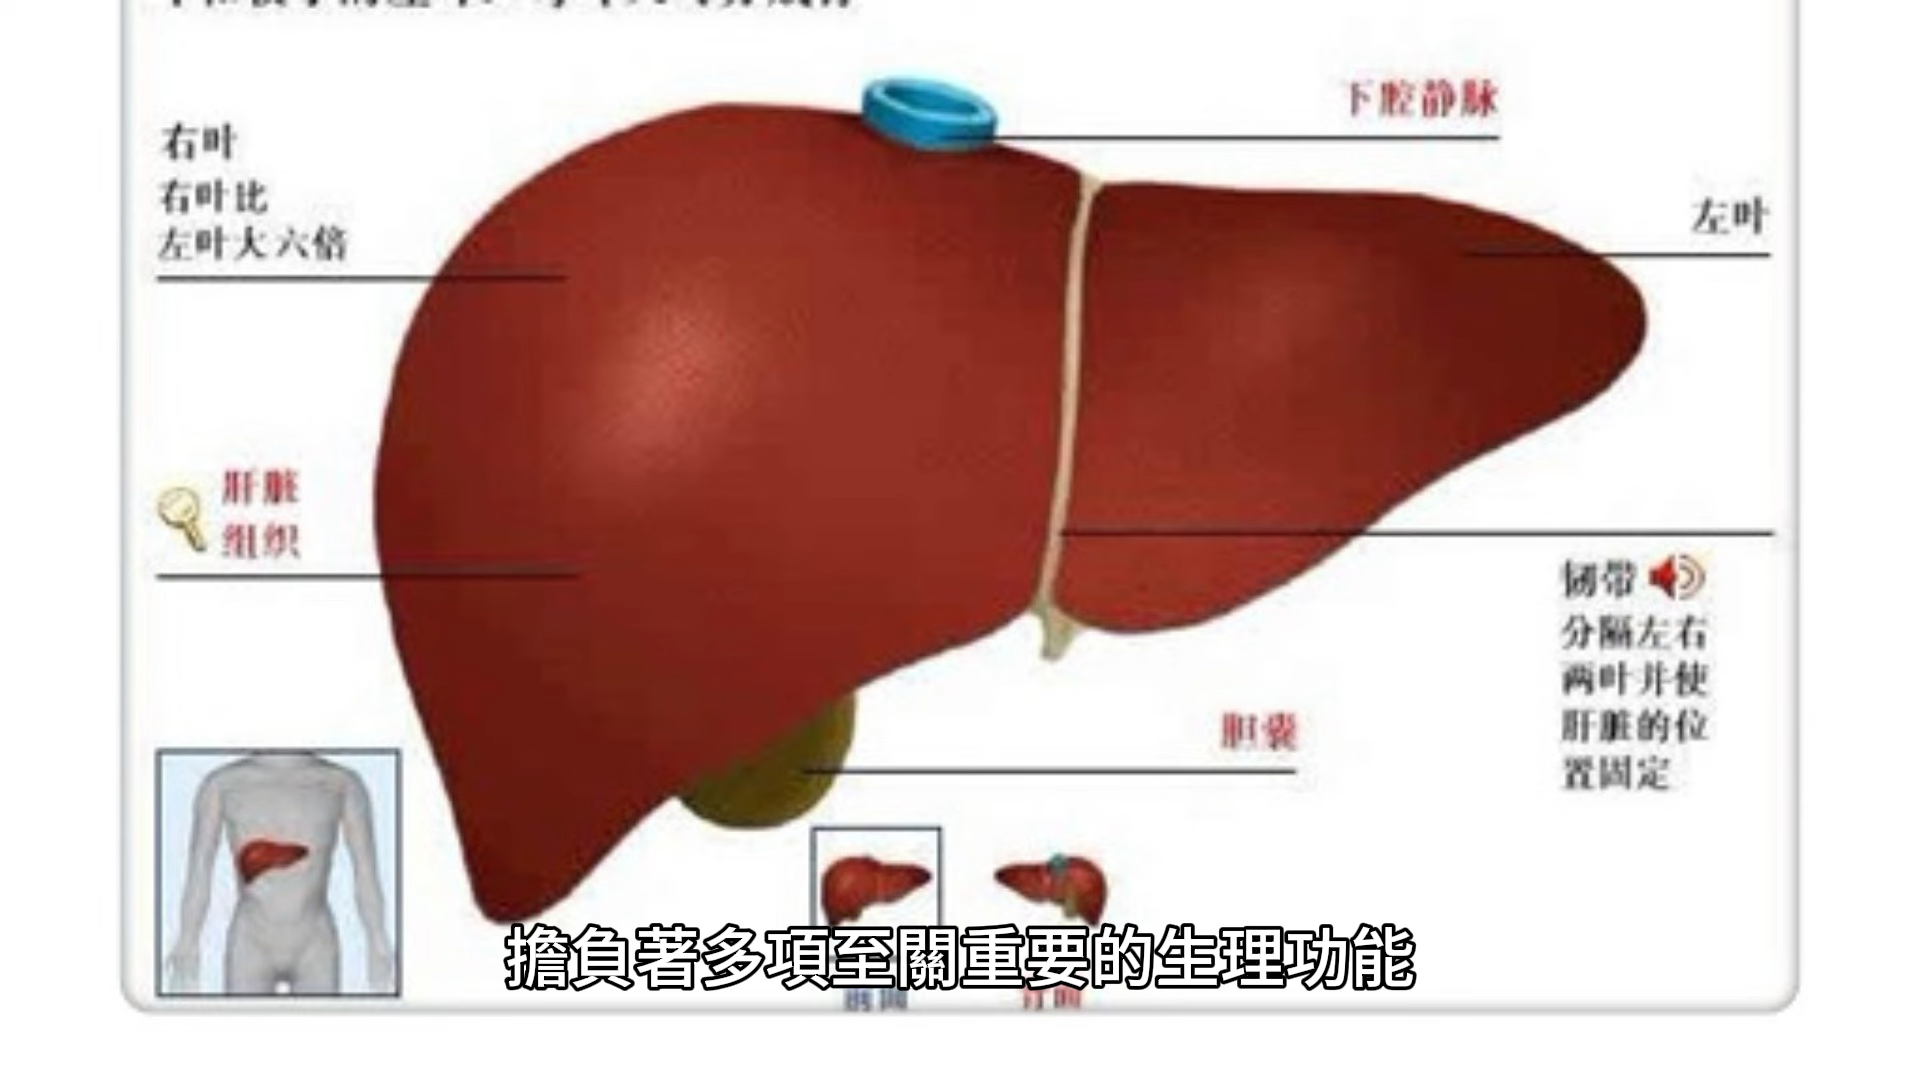 下腔静脉
右叶
右叶比
左叶大六倍
左叶
肝脏
组织
韧带
分隔左右
两叶并使
肝脏的位
置固定
胆囊
擔負著多項至關重要的生理功能